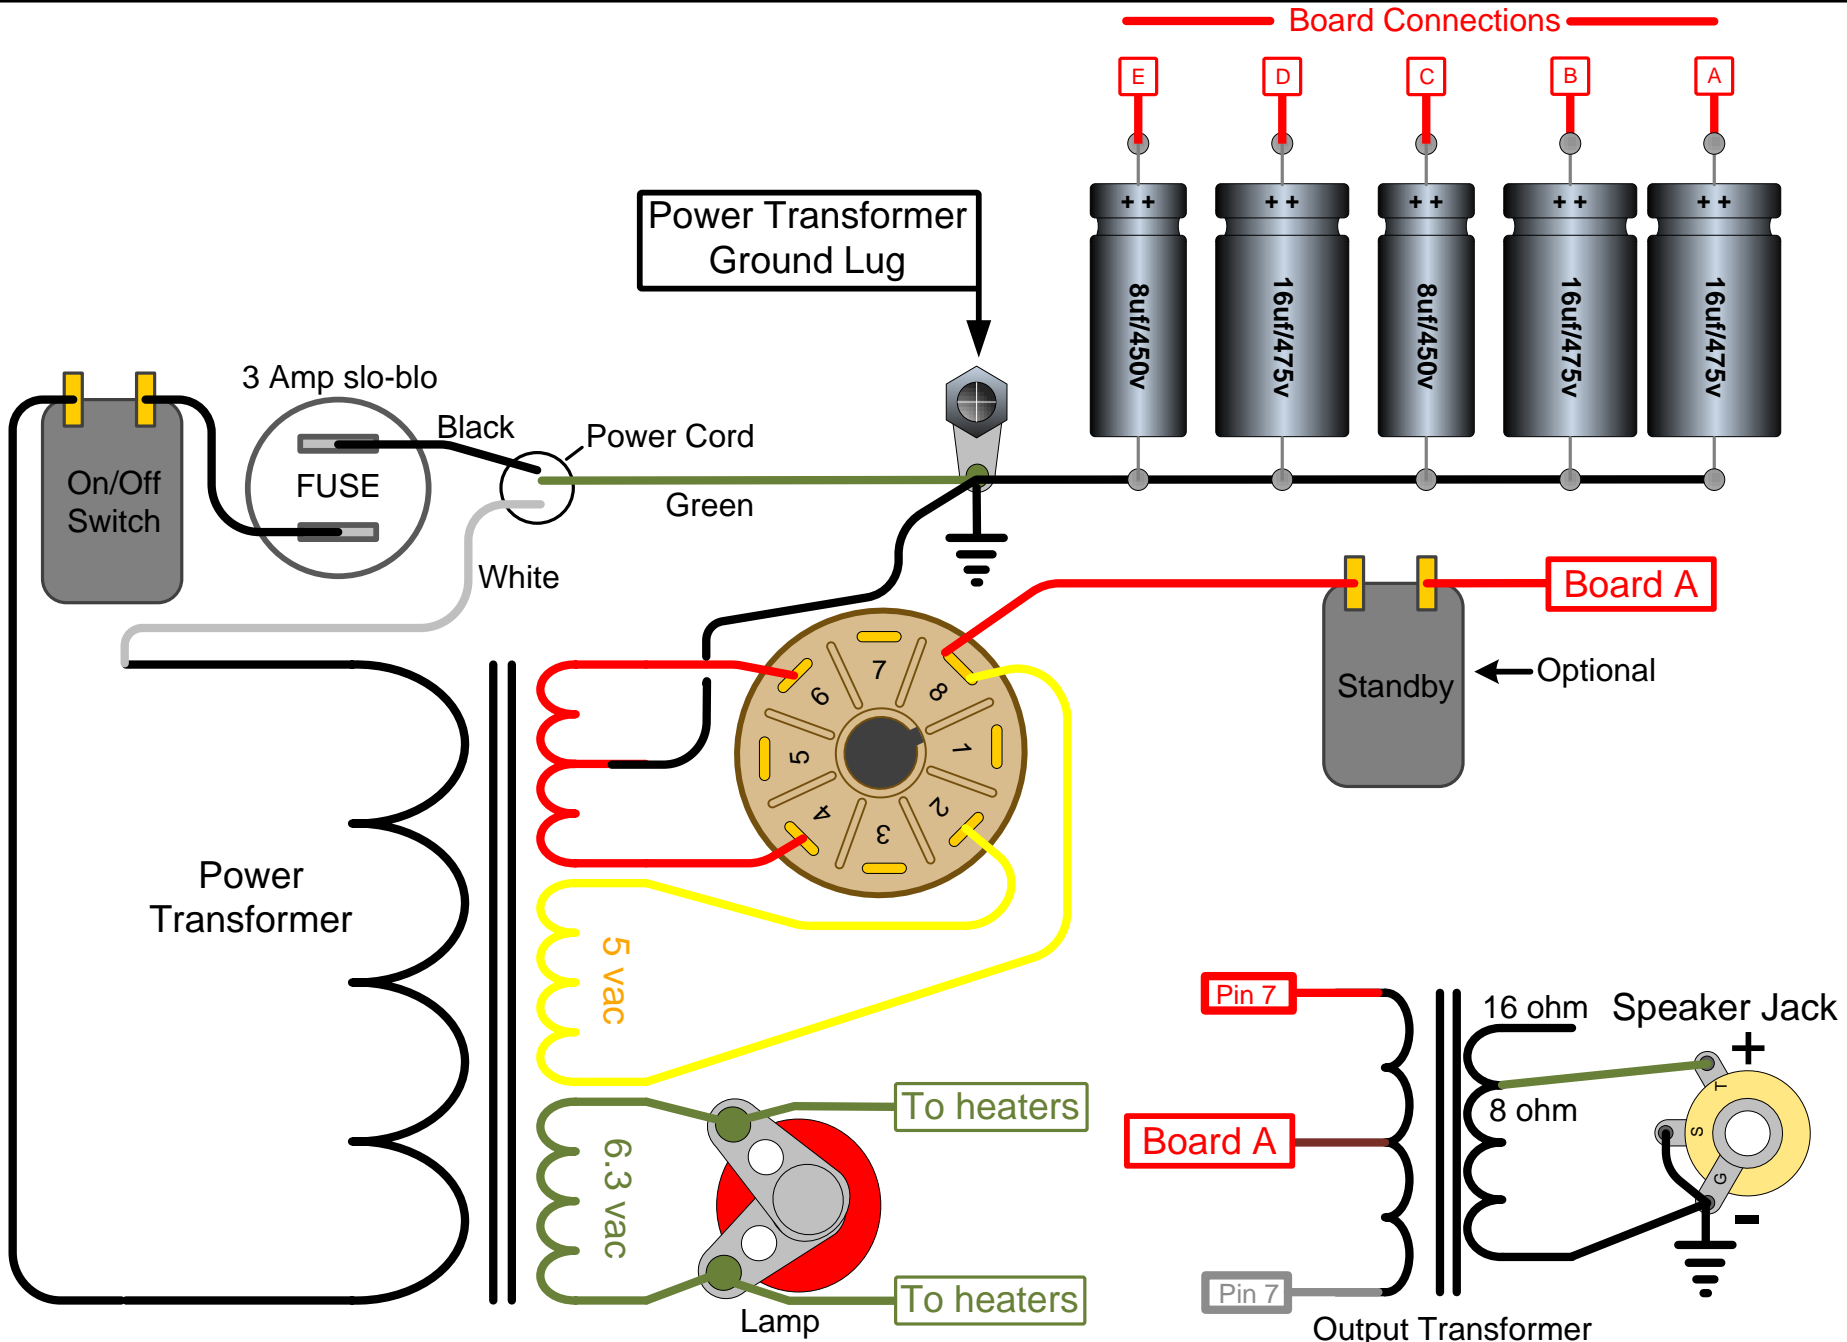 Board Connections
E
D
C
B
A
+ +
+ +
+ +
+ +
+ +
8uf/450v
16uf/475v
8uf/450v
16uf/475v
16uf/475v
Power Transformer
Ground Lug
3 Amp slo-blo
Black
Power Cord
On/Off
Switch
FUSE
Green
White
Board A
Standby
Optional
7
6
8
5
1
4
2
3
Power
Transformer
5 vac
6.3 vac
To heaters
To heaters
Lamp
Pin 7
Board A
Pin 7
16 ohm
8 ohm
Speaker Jack
+
T
S
G
-
Output Transformer